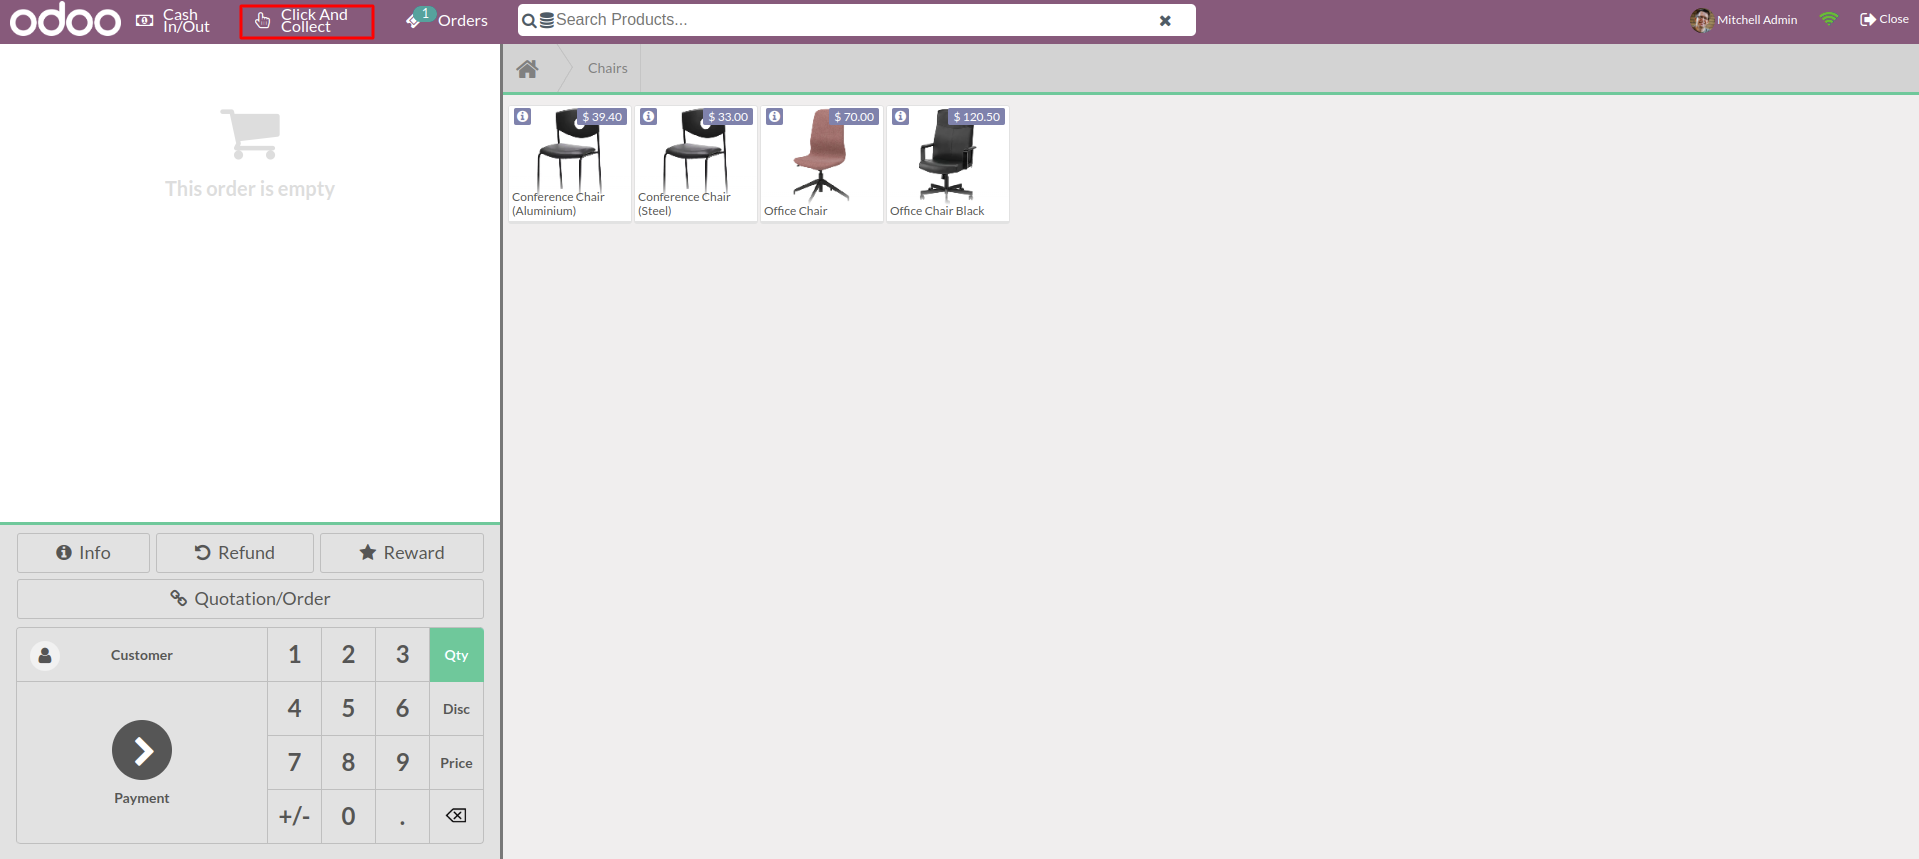 odoo
Cash
In/Out
Click And
Collect
1
Orders
Search Products...
Mitchell Admin
Close
This order is empty
Chairs
$ 39.40
Conference Chair
(Aluminium)
$ 33.00
Conference Chair
(Steel)
$ 70.00
Office Chair
$ 120.50
Office Chair Black
Info
Refund
Reward
Quotation/Order
Customer
1
2
3
Qty
4
5
6
Disc
Payment
7
8
9
Price
+/-
0
.